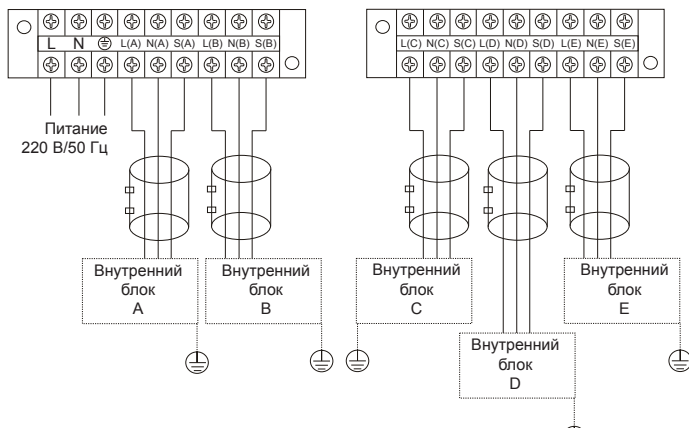 L N L(A) N(A) S(A) L(B) N(B) S(B)
L(C) N(C) S(C) L(D) N(D) S(D) L(E) N(E) S(E)
Питание
220 В/50 Гц
Внутренний
блок
A
Внутренний
блок
B
Внутренний
блок
C
Внутренний
блок
D
Внутренний
блок
E